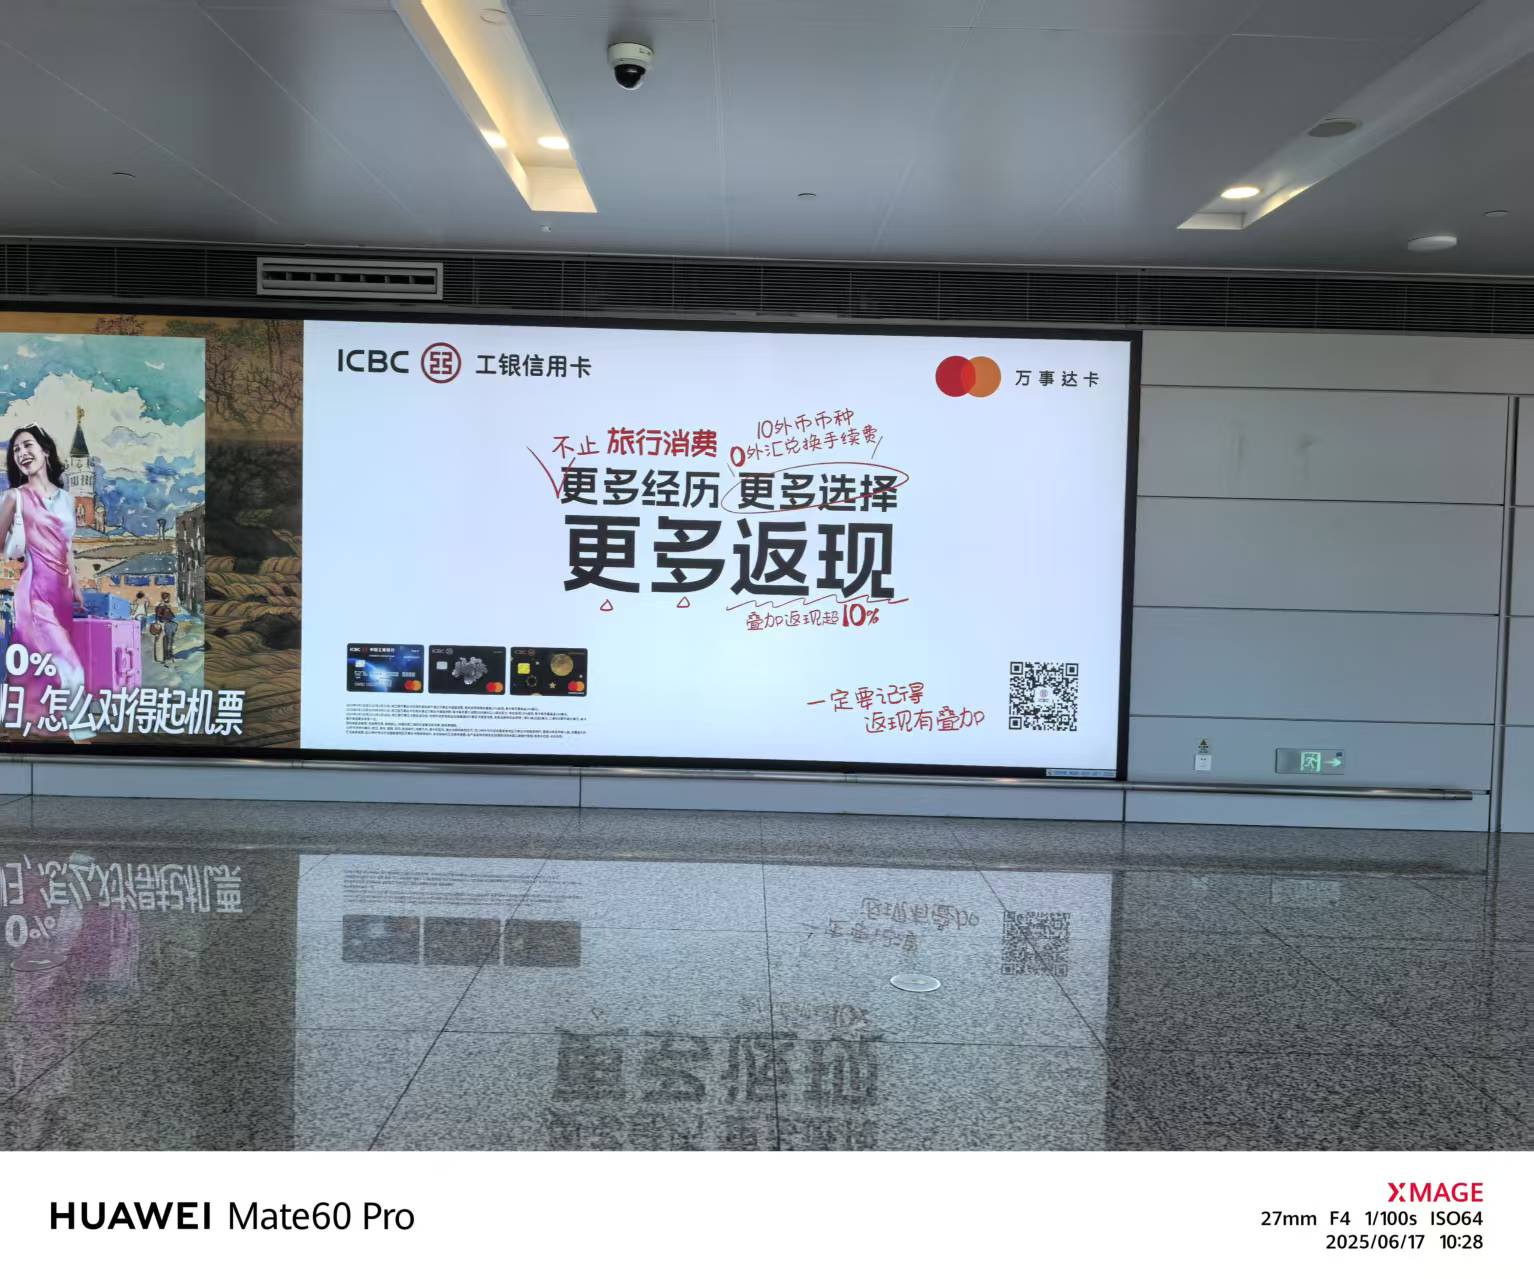 ICBC 工银信用卡
万事达卡
不止 旅行消费
10外币币种
0外汇兑换手续费
更多经历 更多选择
更多返现
叠加返现超10%
一定要记得
返现有叠加
0%
归,怎么对得起机票
HUAWEI Mate60 Pro
XMAGE
27mm F4 1/100s ISO64
2025/06/17 10:28